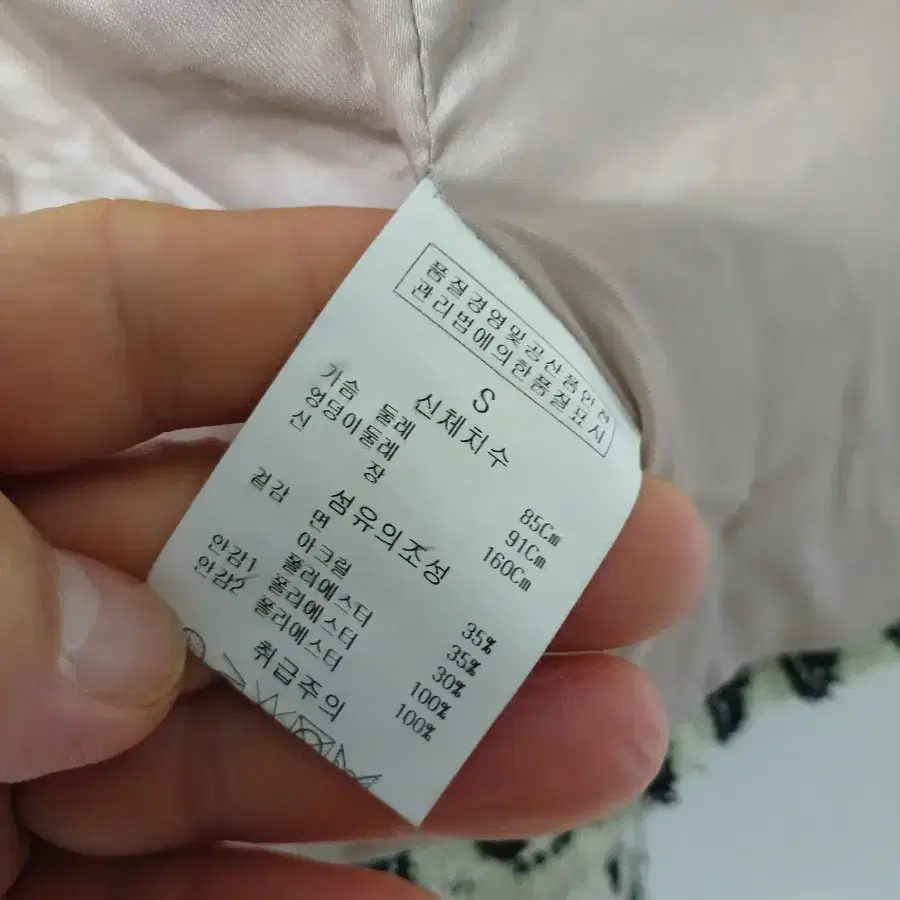 품질경영및공산품안전
관리법에의한품질표시
S
신체치수
가슴 둘레 85Cm
엉덩이둘레 91Cm
신 장 160Cm
섬유의조성
겉감 면 35%
아크릴 35%
폴리에스터 30%
안감1 폴리에스터 100%
안감2 폴리에스터 100%
취급주의